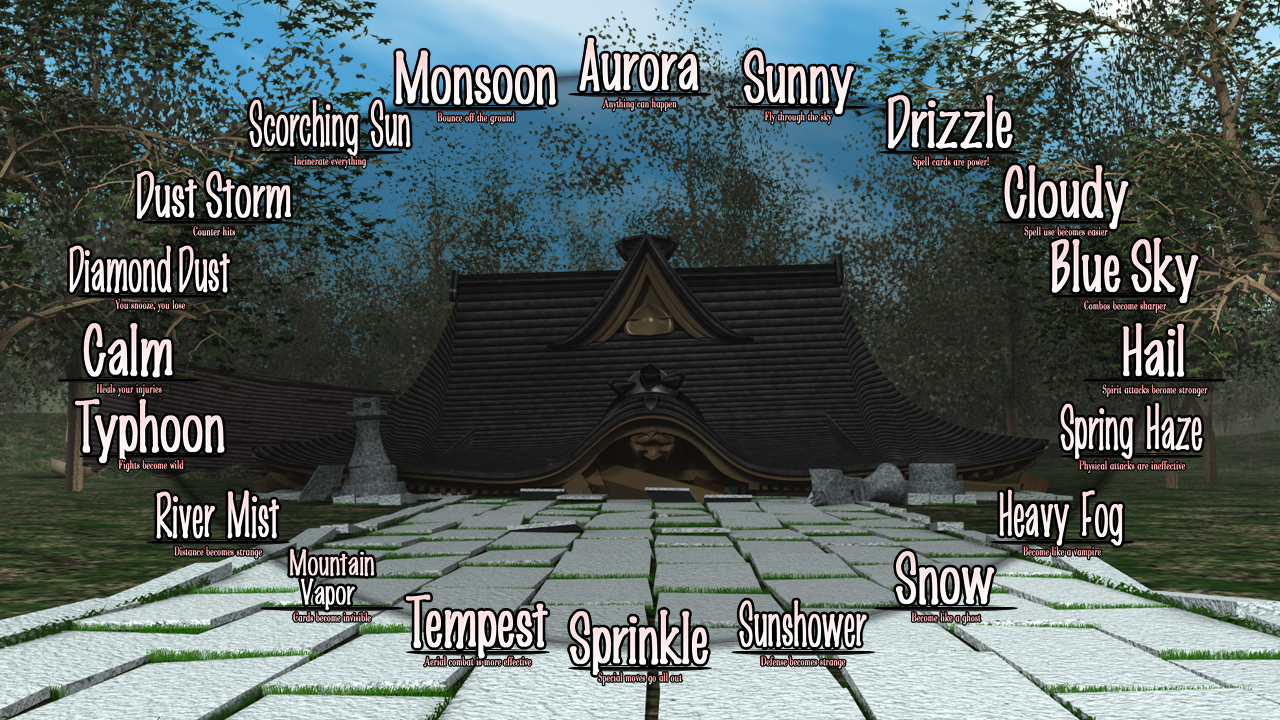 Aurora
Anything can happen
Sunny
Fly through the sky
Drizzle
Spell cards are power!
Cloudy
Spell use becomes easier
Blue Sky
Combos become sharper
Hail
Spirit attacks become stronger
Spring Haze
Physical attacks are ineffective
Heavy Fog
Become like a vampire
Snow
Become like a ghost
Sunshower
Defense becomes strange
Sprinkle
Special moves go all out
Tempest
Aerial combat is more effective
Mountain
Vapor
Cards become invisible
River Mist
Distance becomes strange
Typhoon
Fights become wild
Calm
Heals your injuries
Diamond Dust
You snooze, you lose
Dust Storm
Counter hits
Scorching Sun
Incinerate everything
Monsoon
Bounce off the ground